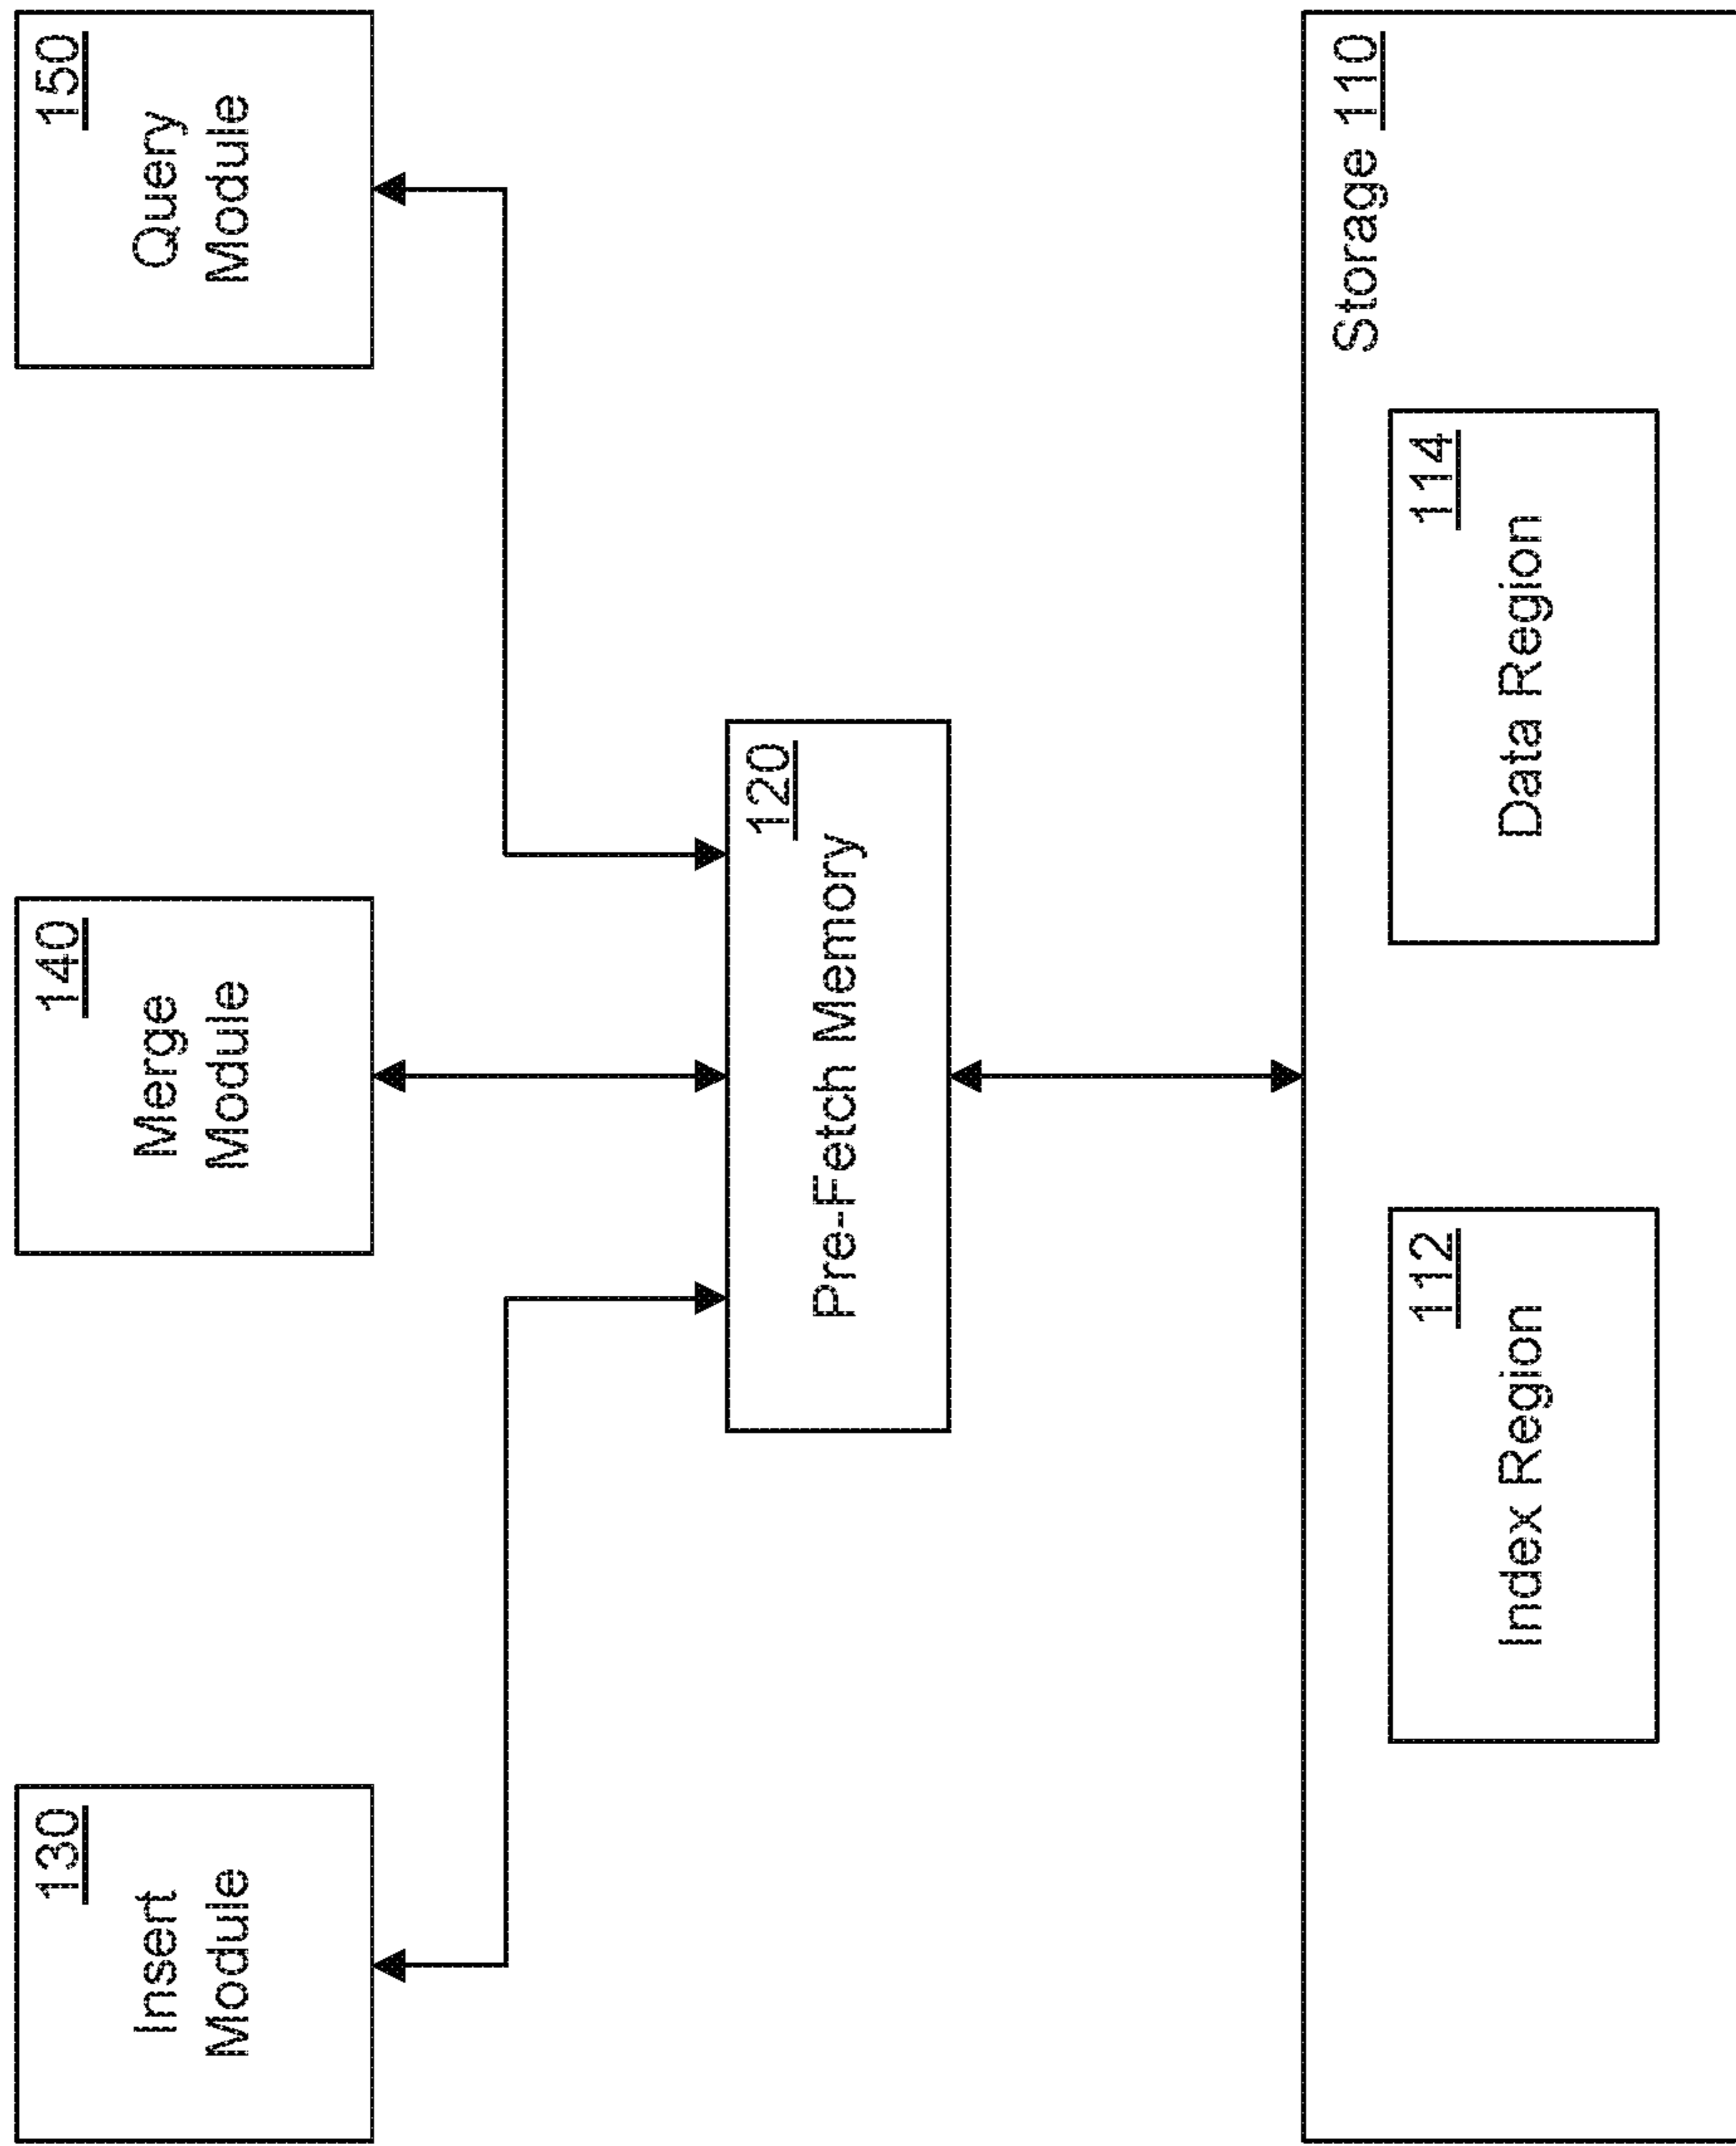 130
Insert
Module
140
Merge
Module
150
Query
Module
120
Pre-Fetch Memory
Storage 110
112
Index Region
114
Data Region